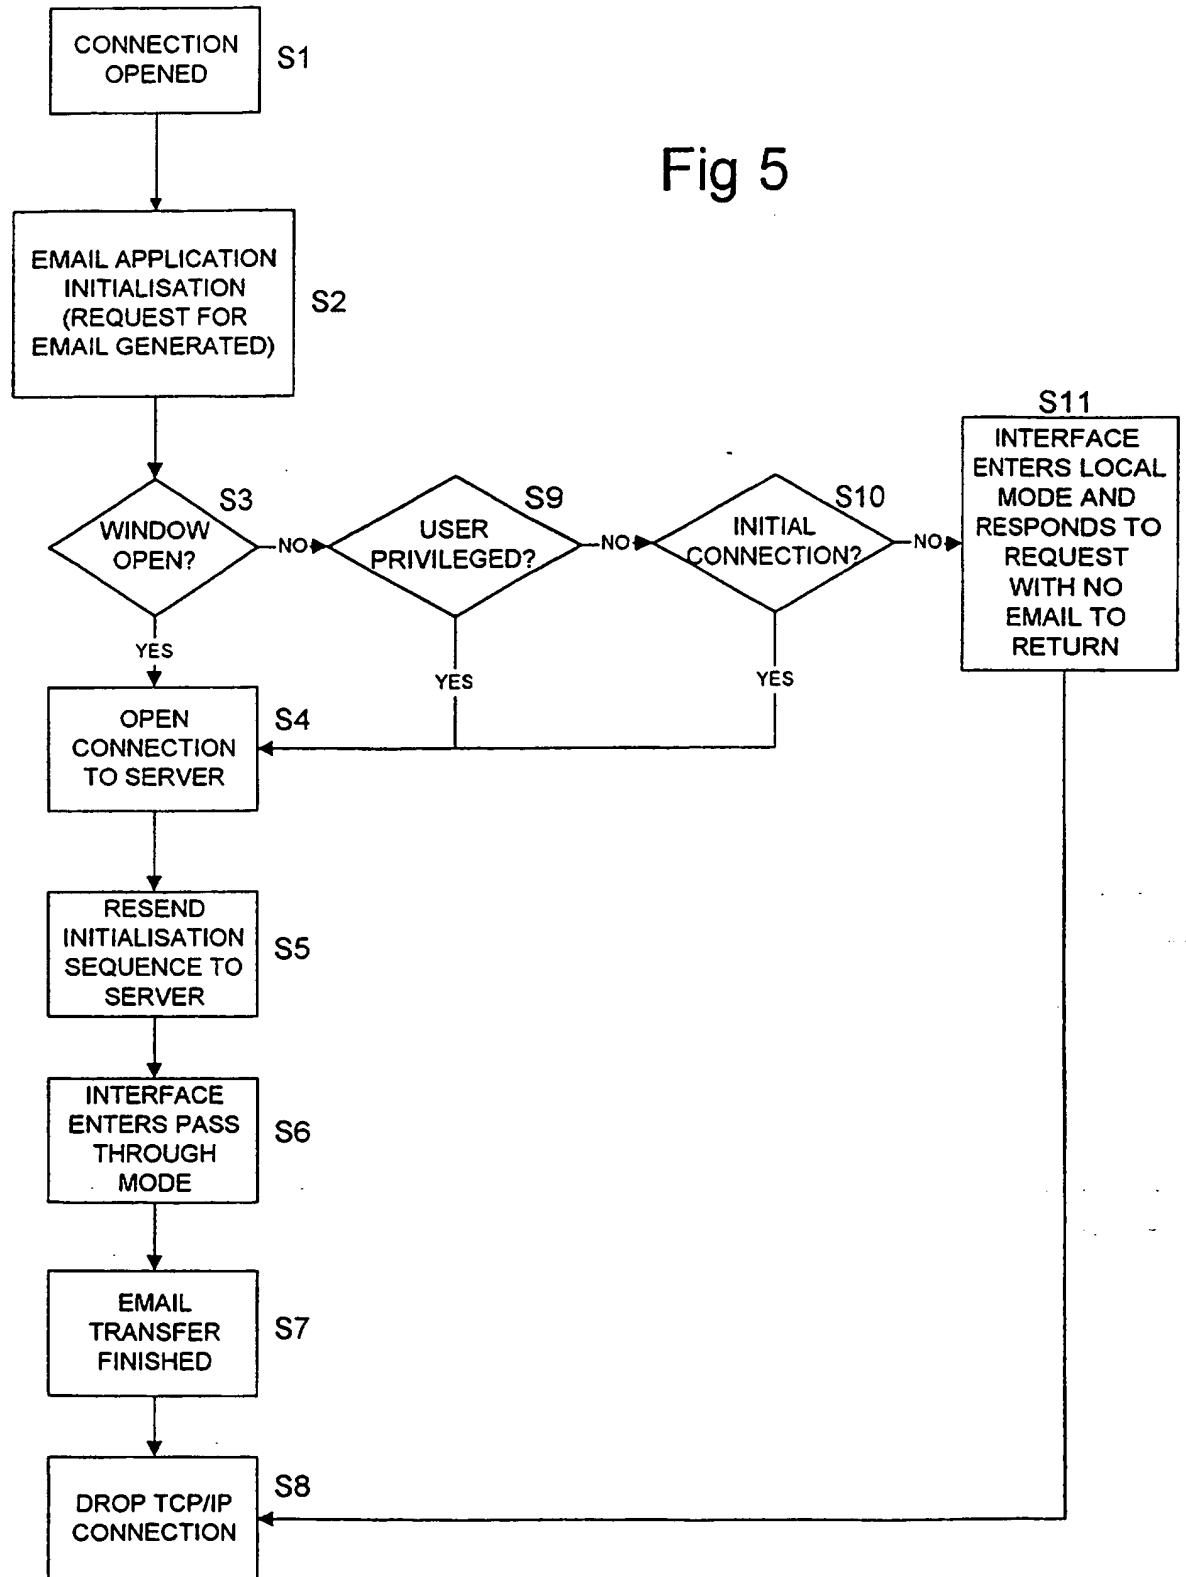 CONNECTION
OPENED
S1
Fig 5
EMAIL APPLICATION
INITIALISATION
(REQUEST FOR
EMAIL GENERATED)
S2
WINDOW
OPEN?
S3
NO
YES
USER
PRIVILEGED?
S9
NO
YES
INITIAL
CONNECTION?
S10
NO
YES
S11
INTERFACE
ENTERS LOCAL
MODE AND
RESPONDS TO
REQUEST
WITH NO
EMAIL TO
RETURN
OPEN
CONNECTION
TO SERVER
S4
RESEND
INITIALISATION
SEQUENCE TO
SERVER
S5
INTERFACE
ENTERS PASS
THROUGH
MODE
S6
EMAIL
TRANSFER
FINISHED
S7
DROP TCP/IP
CONNECTION
S8